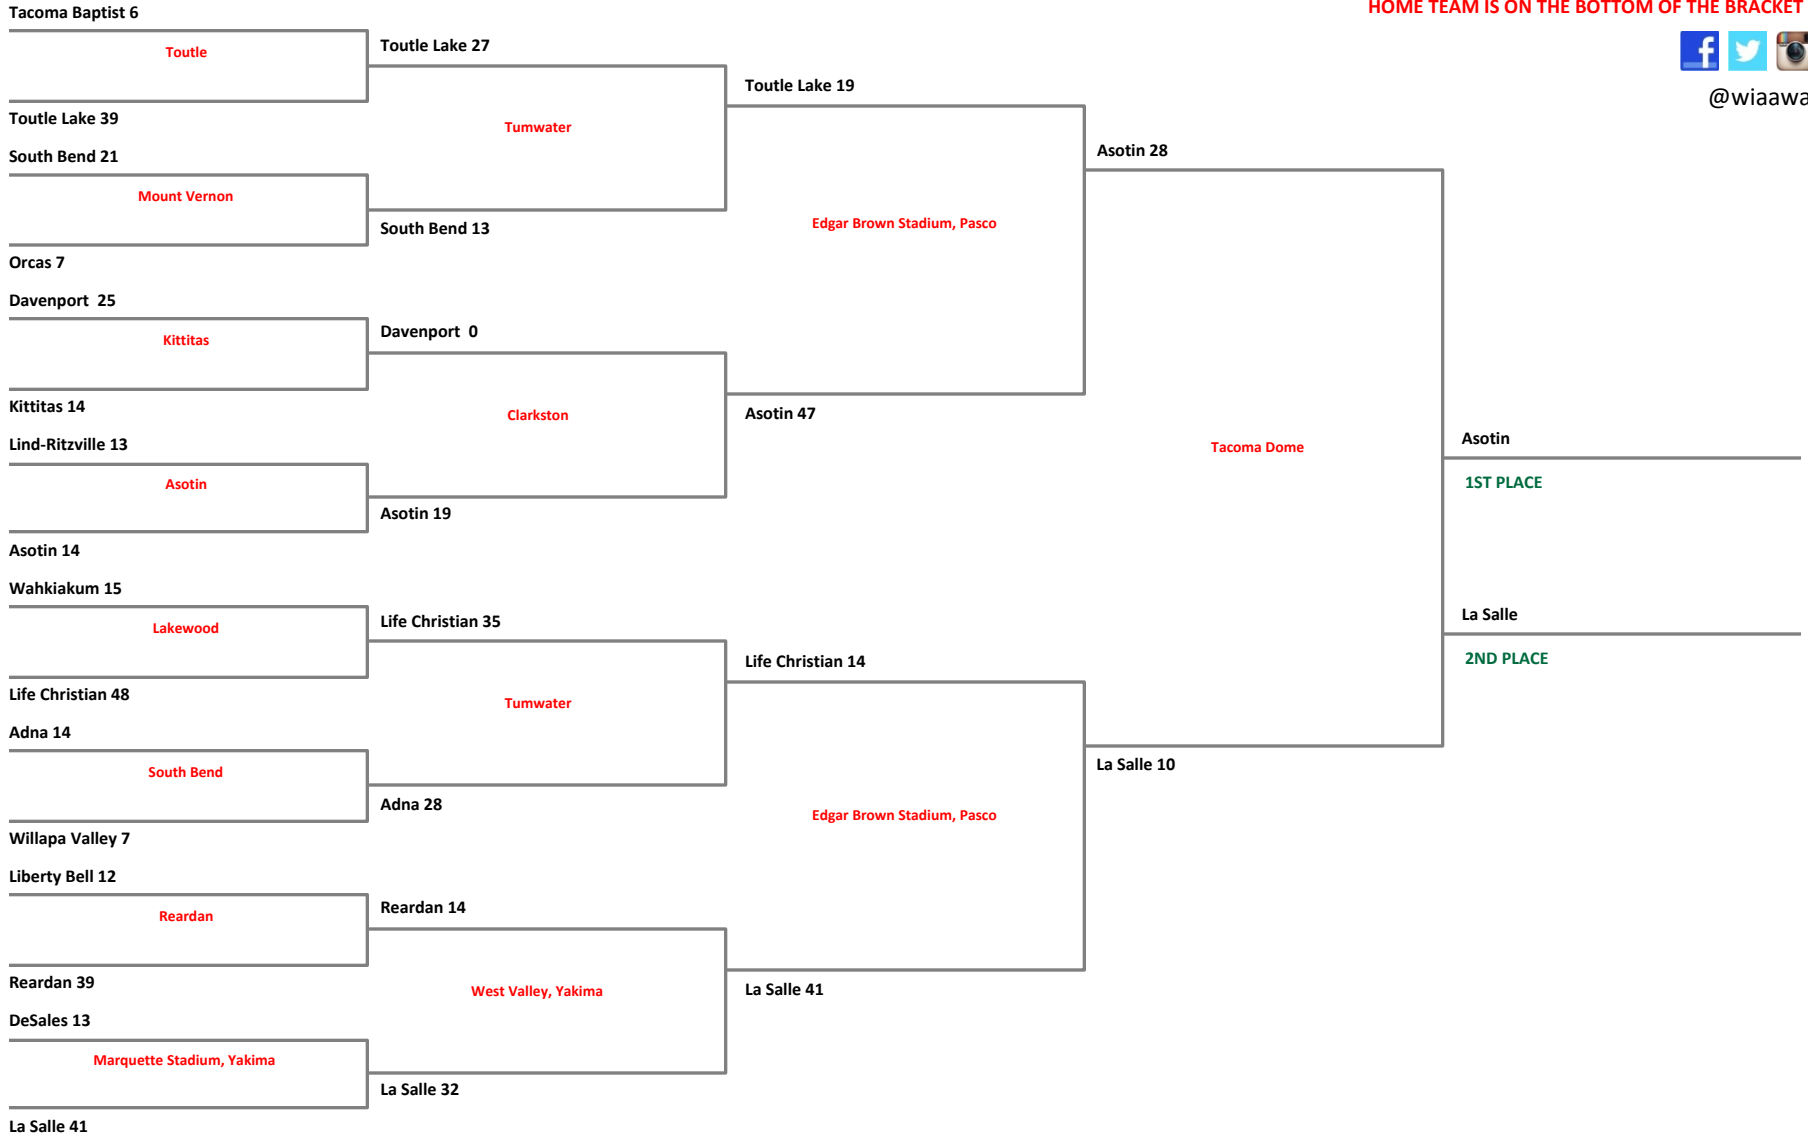 HOME TEAM IS ON THE BOTTOM OF THE BRACKET
@wiaawa
Tacoma Baptist 6
Toutle
Toutle Lake 39
South Bend 21
Mount Vernon
Orcas 7
Davenport  25
Kittitas
Kittitas 14
Lind-Ritzville 13
Asotin
Asotin 14
Wahkiakum 15
Lakewood
Life Christian 48
Adna 14
South Bend
Willapa Valley 7
Liberty Bell 12
Reardan
Reardan 39
DeSales 13
Marquette Stadium, Yakima
La Salle 41
Toutle Lake 27
Tumwater
South Bend 13
Davenport  0
Clarkston
Asotin 19
Life Christian 35
Tumwater
Adna 28
Reardan 14
West Valley, Yakima
La Salle 32
Toutle Lake 19
Edgar Brown Stadium, Pasco
Asotin 47
Life Christian 14
Edgar Brown Stadium, Pasco
La Salle 41
Asotin 28
Tacoma Dome
La Salle 10
Asotin
1ST PLACE
La Salle
2ND PLACE